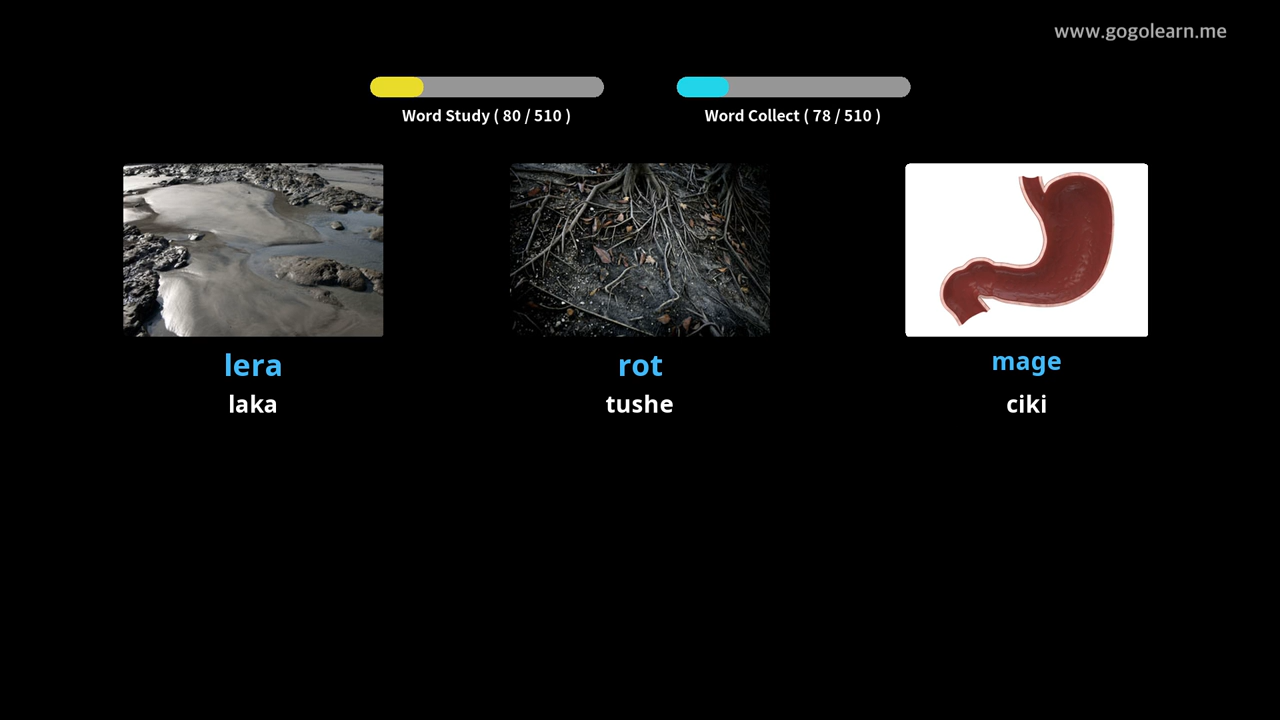 www.gogolearn.me
Word Study ( 80 / 510 )
Word Collect ( 78 / 510 )
lera
rot
mage
laka
tushe
ciki